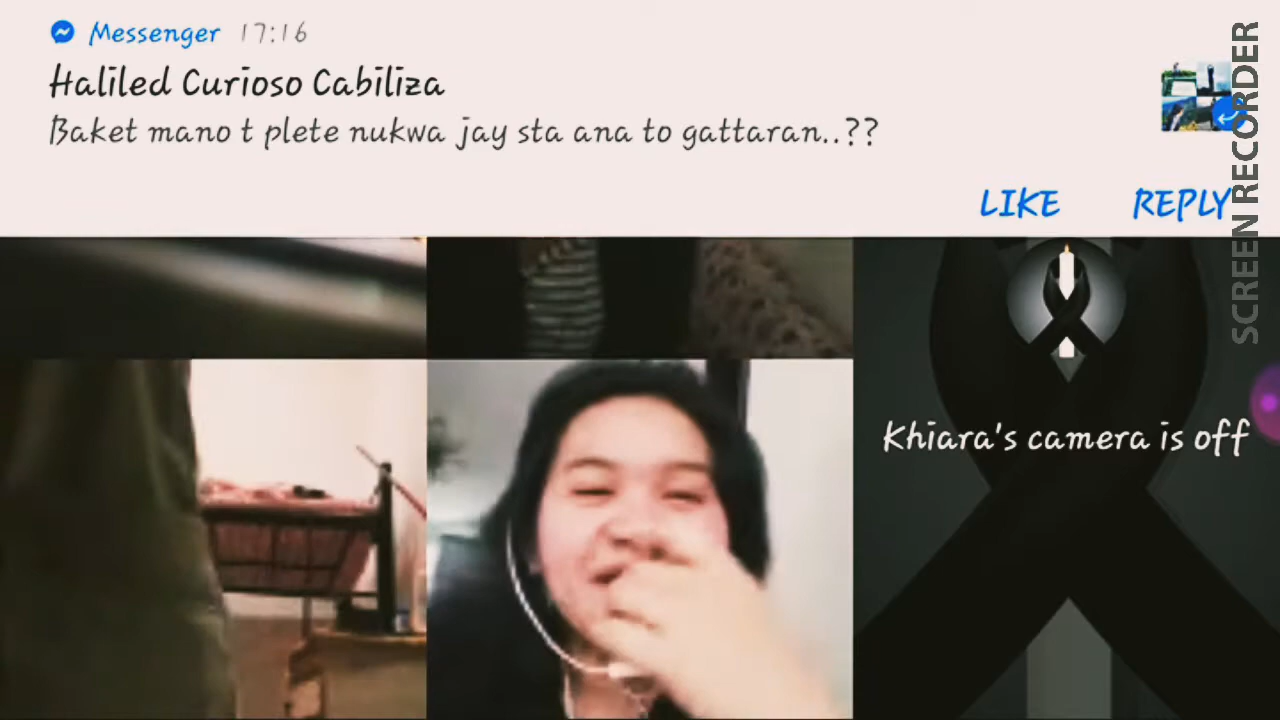 Messenger 17:16
Haliled Curioso Cabiliza
Baket mano t plete nukwa jay sta ana to gattaran..??
LIKE REPLY
SCREEN RECORDER
Khiara's camera is off